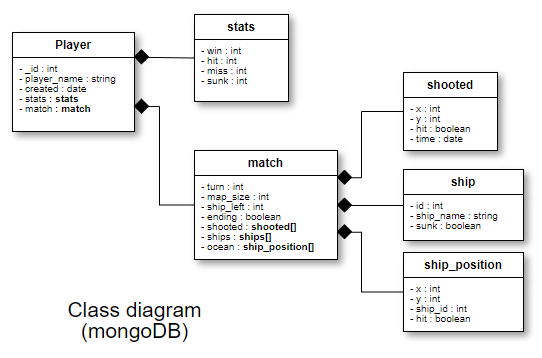 Player
- _id : int
- player_name : string
- created : date
- stats : stats
- match : match
stats
- win : int
- hit : int
- miss : int
- sunk : int
match
- turn : int
- map_size : int
- ship_left : int
- ending : boolean
- shooted : shooted[]
- ships : ships[]
- ocean : ship_position[]
shooted
- x : int
- y : int
- hit : boolean
- time : date
ship
- id : int
- ship_name : string
- sunk : boolean
ship_position
- x : int
- y : int
- ship_id : int
- hit : boolean
Class diagram
(mongoDB)